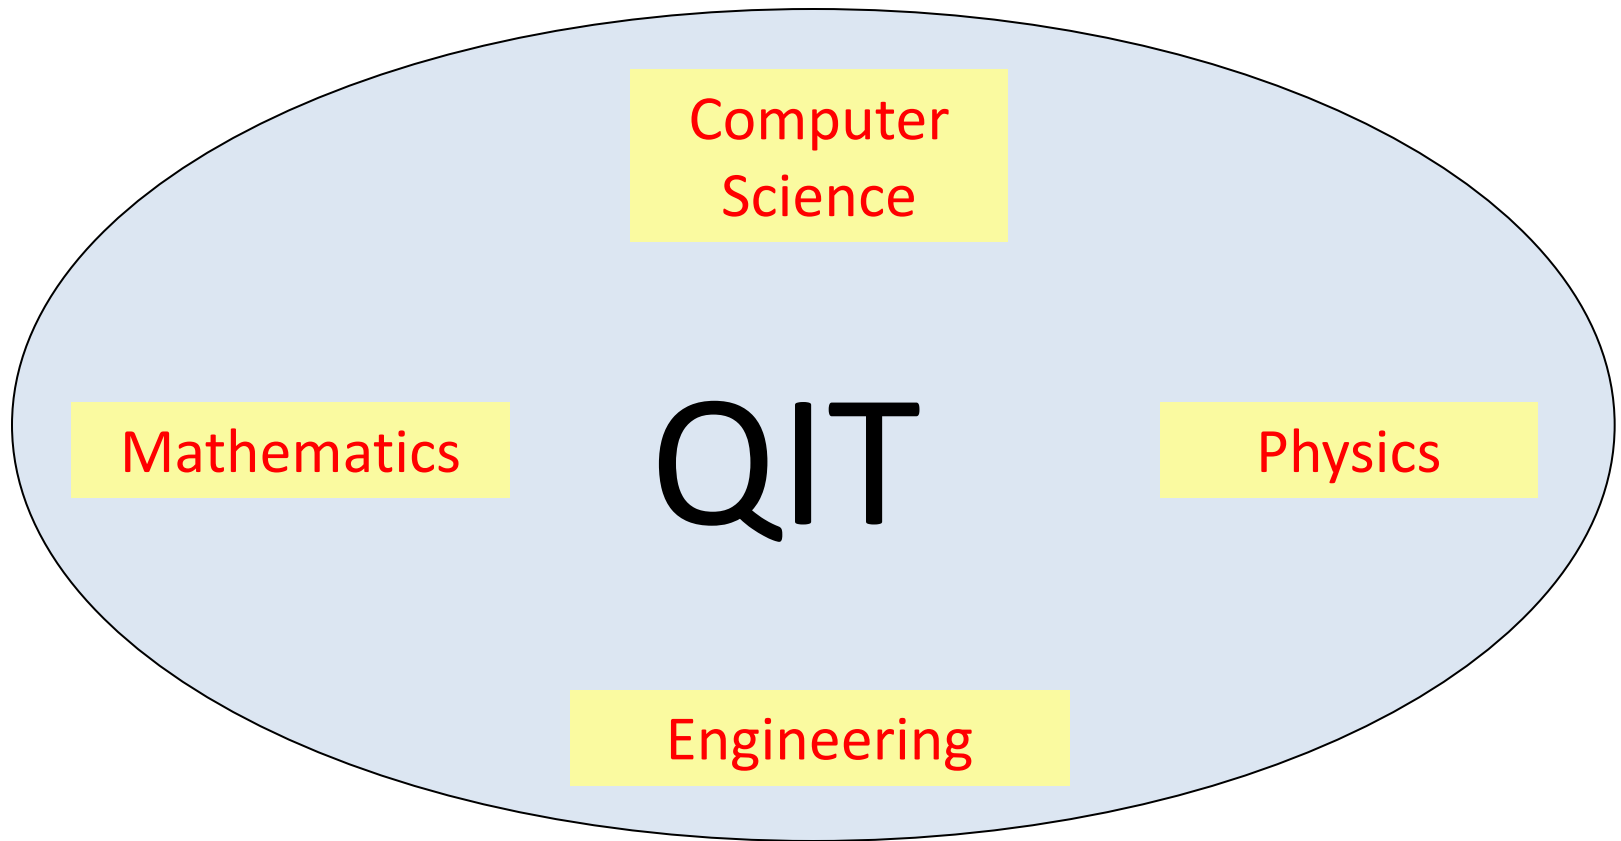 Computer
Science
Mathematics
QIT
Physics
Engineering